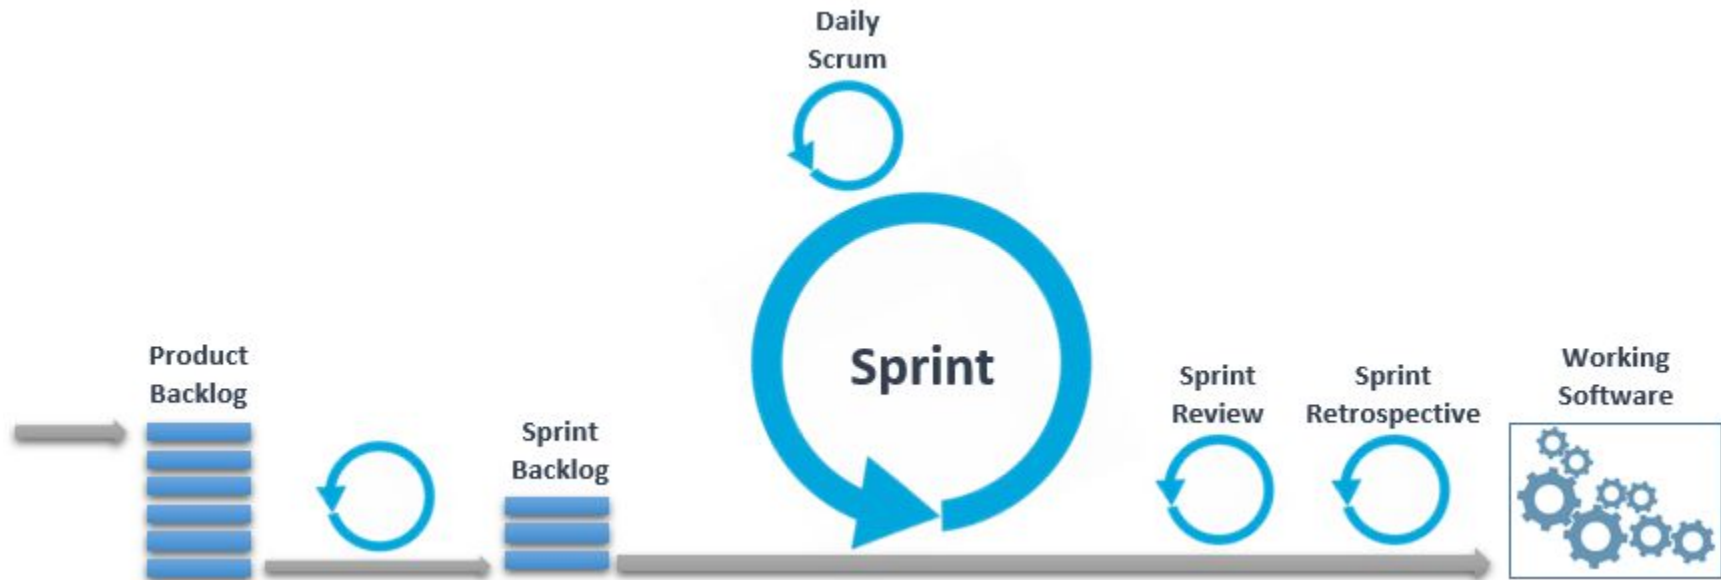 Daily
Scrum
Product
Backlog
Sprint
Backlog
Sprint
Sprint
Review
Sprint
Retrospective
Working
Software